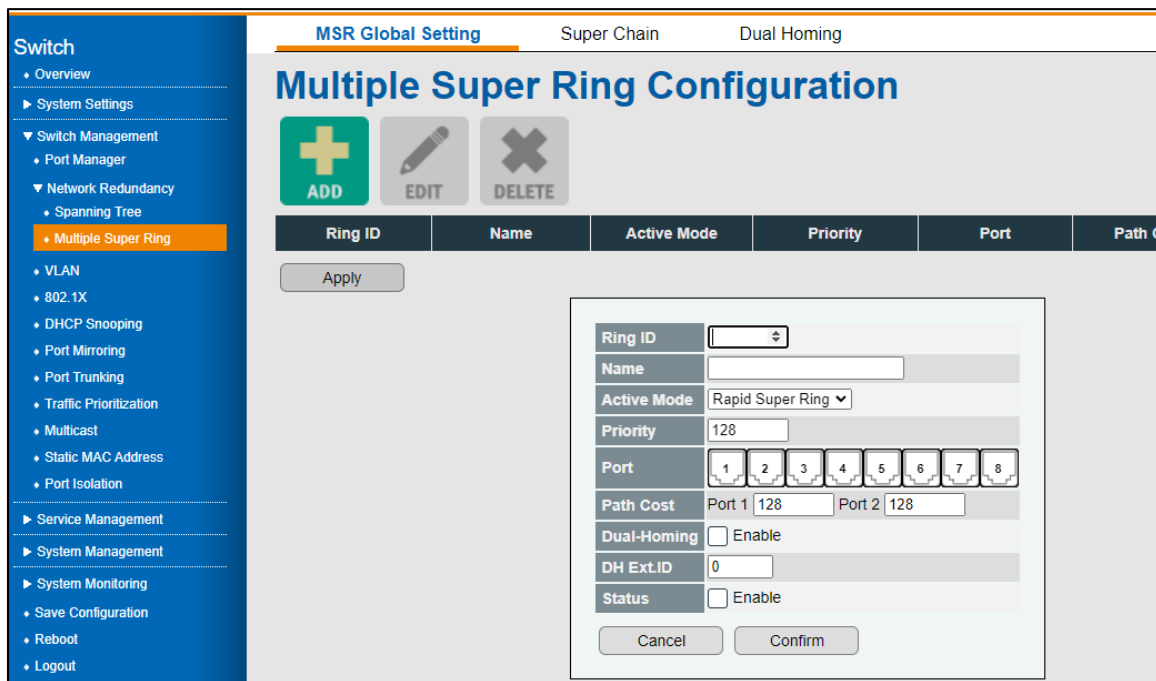 Switch
Overview
System Settings
Switch Management
Port Manager
Network Redundancy
Spanning Tree
Multiple Super Ring
VLAN
802.1X
DHCP Snooping
Port Mirroring
Port Trunking
Traffic Prioritization
Multicast
Static MAC Address
Port Isolation
Service Management
System Management
System Monitoring
Save Configuration
Reboot
Logout
MSR Global Setting Super Chain Dual Homing
Multiple Super Ring Configuration
ADD EDIT DELETE
Ring ID Name Active Mode Priority Port Path
Apply
Ring ID
Name
Active Mode Rapid Super Ring
Priority 128
Port 1 2 3 4 5 6 7 8
Path Cost Port 1 128 Port 2 128
Dual-Homing Enable
DH Ext.ID 0
Status Enable
Cancel Confirm